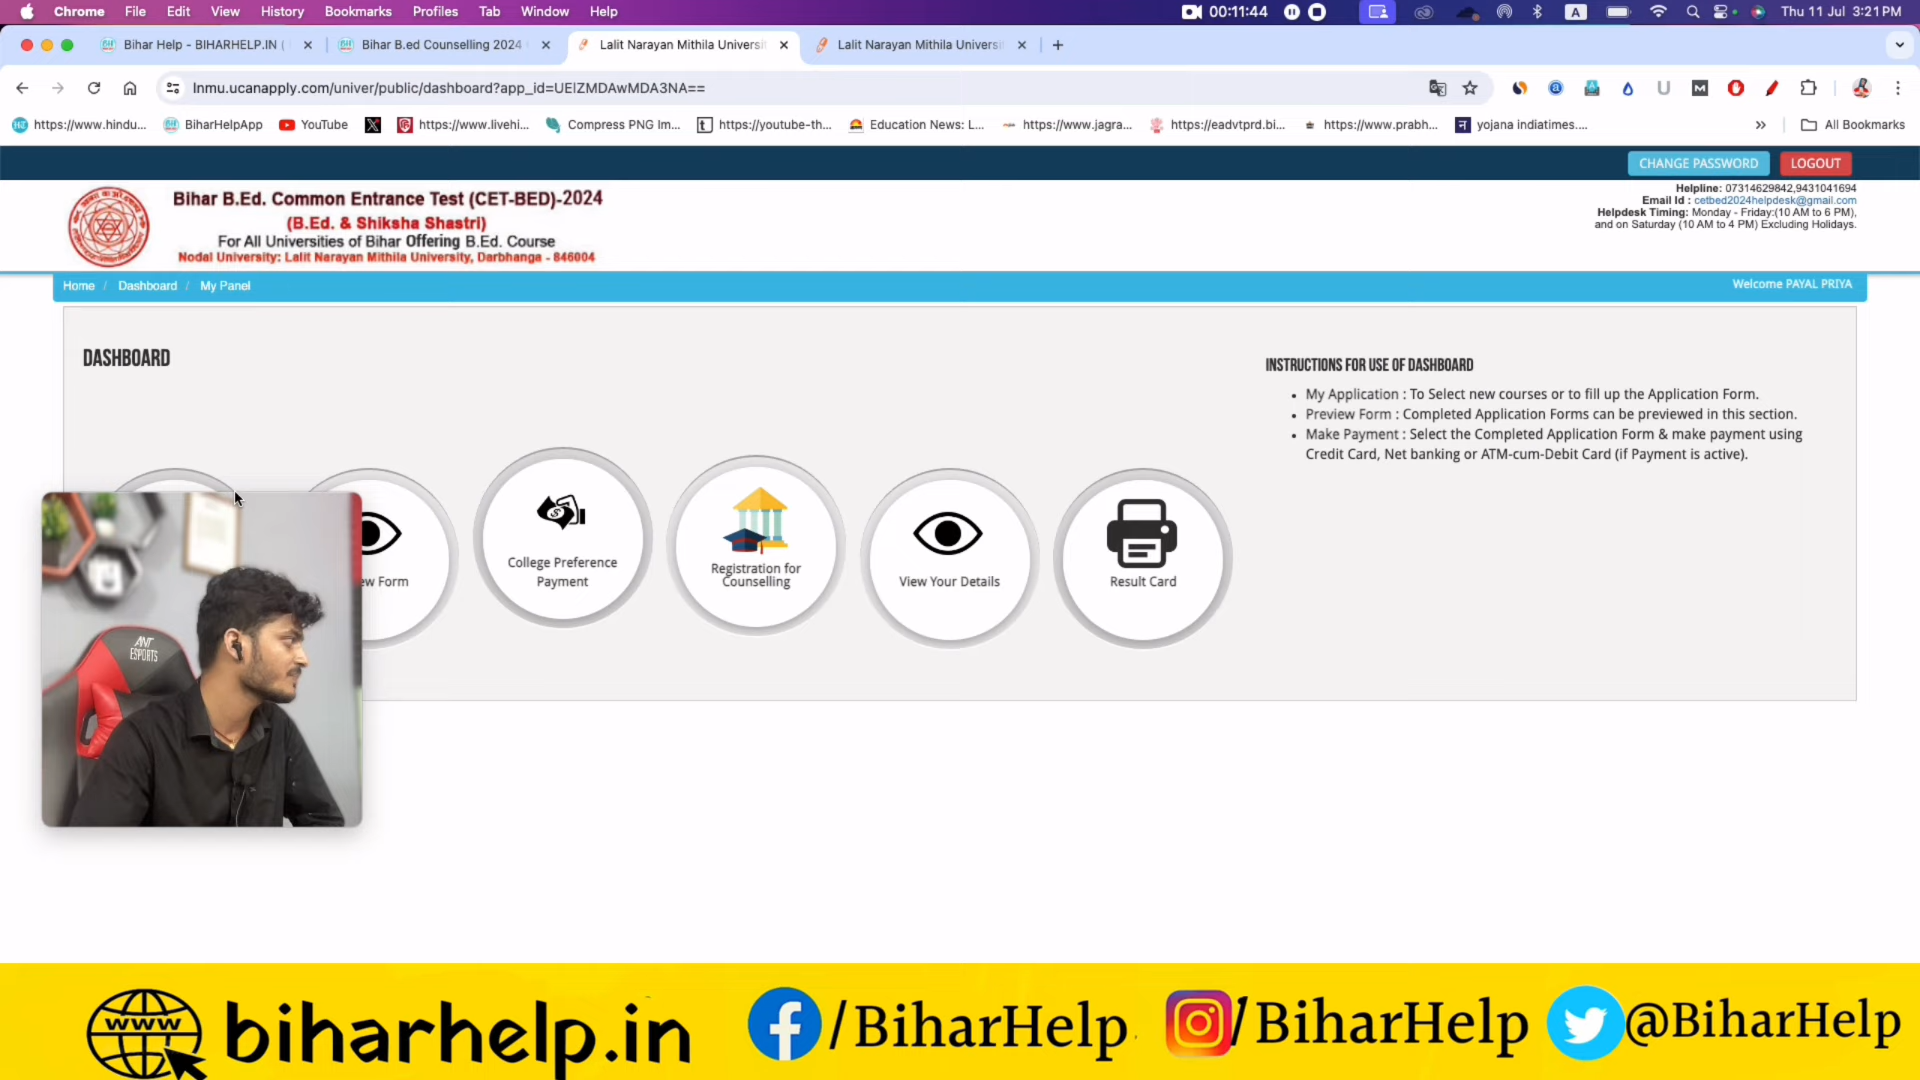 Chrome File Edit View History Bookmarks Profiles Tab Window Help 00:11:44 A Thu 11 Jul 3:21 PM
Bihar Help - BIHARHELP.IN ( Bihar B.ed Counselling 2024 Lalit Narayan Mithila Universi Lalit Narayan Mithila Universi
lnmu.ucanapply.com/univer/public/dashboard?app_id=UElZMDAwMDA3NA==
https://www.hindu... BiharHelpApp YouTube https://www.livehi... Compress PNG Im... https://youtube-th... Education News: L... https://www.jagra... https://eadvtprd.bi... https://www.prabh... yojana indiatimes.... All Bookmarks
CHANGE PASSWORD LOGOUT
Bihar B.Ed. Common Entrance Test (CET-BED)-2024
(B.Ed. & Shiksha Shastri)
For All Universities of Bihar Offering B.Ed. Course
Nodal University: Lalit Narayan Mithila University, Darbhanga - 846004
Helpline: 07314629842,9431041694
Email Id : cetbed2024helpdesk@gmail.com
Helpdesk Timing: Monday - Friday:(10 AM to 6 PM),
and on Saturday (10 AM to 4 PM) Excluding Holidays.
Home / Dashboard / My Panel
Welcome PAYAL PRIYA
DASHBOARD
INSTRUCTIONS FOR USE OF DASHBOARD
My Application : To Select new courses or to fill up the Application Form.
Preview Form : Completed Application Forms can be previewed in this section.
Make Payment : Select the Completed Application Form & make payment using
Credit Card, Net banking or ATM-cum-Debit Card (if Payment is active).
ew Form
College Preference
Payment
Registration for
Counselling
View Your Details
Result Card
ANT
ESPORTS
www biharhelp.in /BiharHelp /BiharHelp @BiharHelp